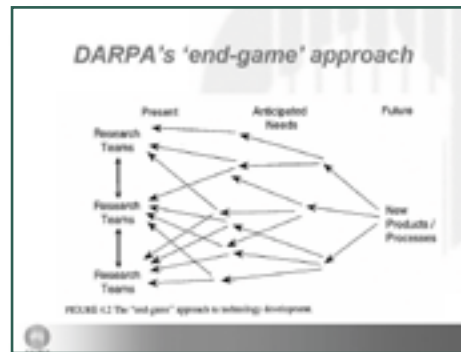 DARPA's 'end-game' approach
Present Anticipated Future
Needs
Research
Teams
Research
Teams
New
Products /
Processes
Research
Teams
FIGURE 4.2 The "end-game" approach to technology development.